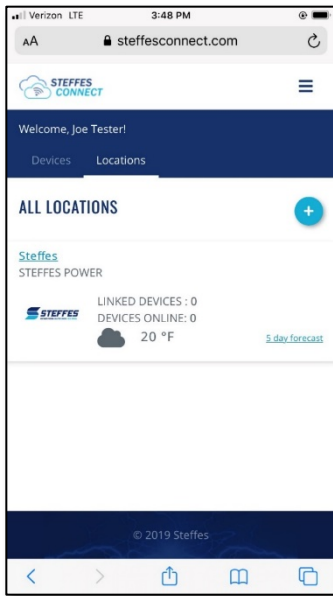 Verizon LTE 3:48 PM
AA steffesconnect.com
STEFFES
CONNECT
Welcome, Joe Tester!
Devices Locations
ALL LOCATIONS +
Steffes
STEFFES POWER
LINKED DEVICES : 0
STEFFES
DEVICES ONLINE: 0
20 °F 5 day forecast
© 2019 Steffes